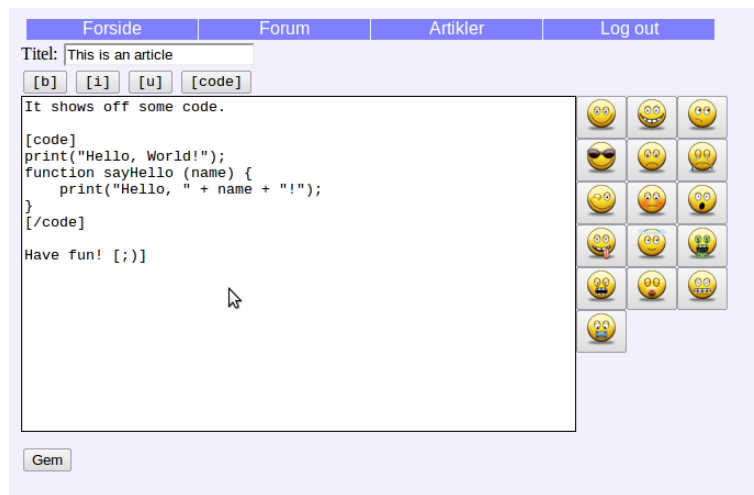 Forside Forum Artikler Log out
Titel: This is an article
[b] [i] [u] [code]
It shows off some code.
[code]
print("Hello, World!");
function sayHello (name) {
    print("Hello, " + name + "!");
}
[/code]
Have fun! [;)]
Gem